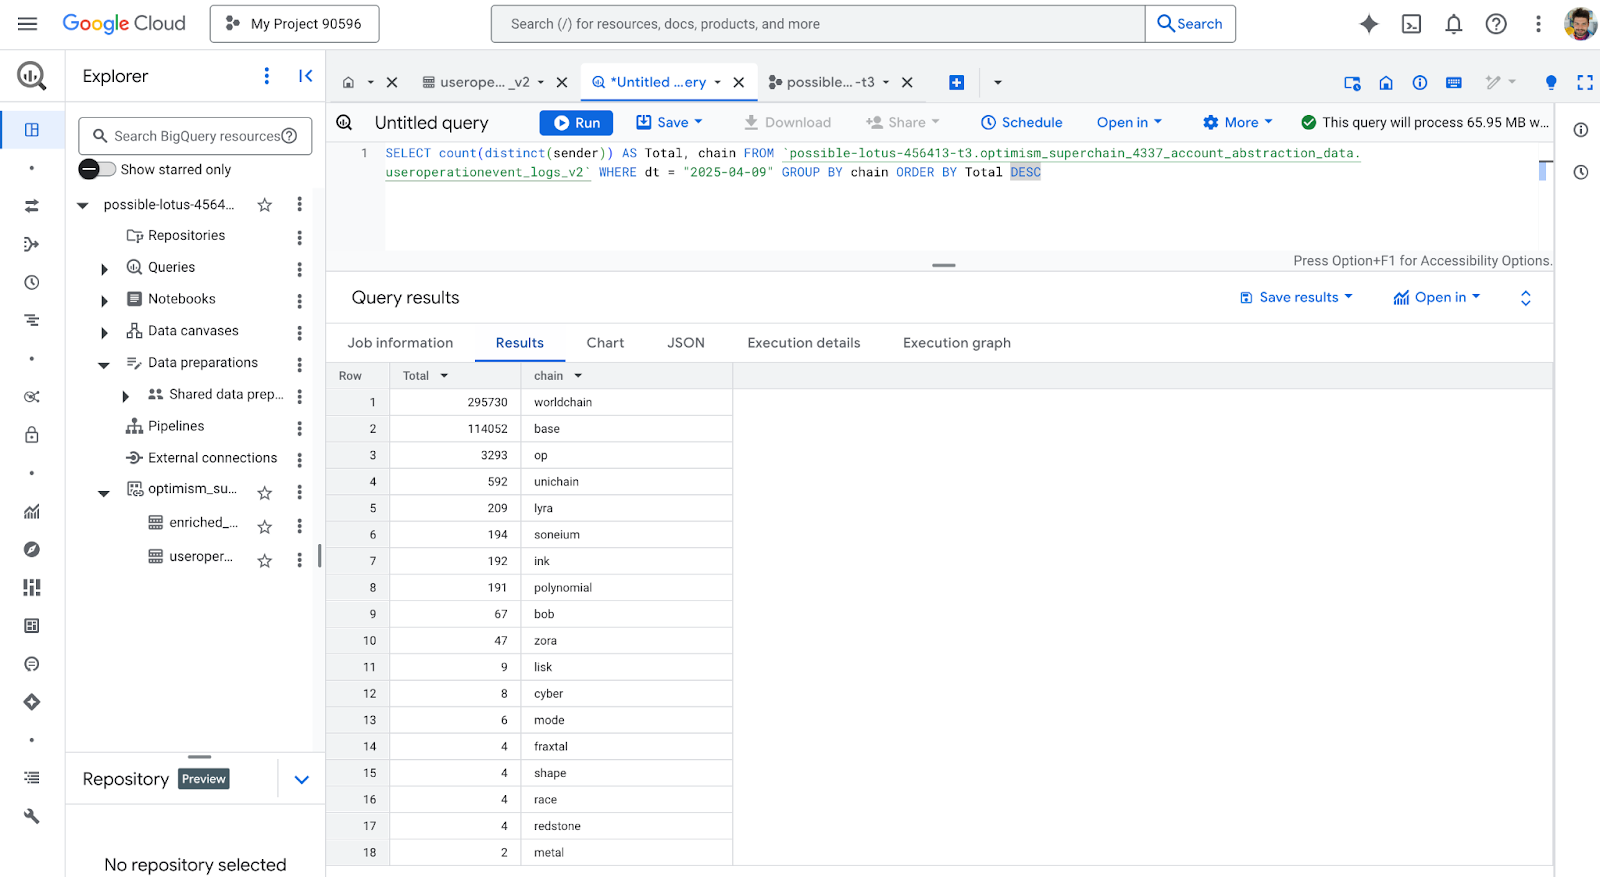 Google Cloud
My Project 90596
Search (/) for resources, docs, products, and more
Search
Explorer
userope... _v2
*Untitled ...ery
possible...-t3
Search BigQuery resources
Show starred only
possible-lotus-4564...
Repositories
Queries
Notebooks
Data canvases
Data preparations
Shared data prep...
Pipelines
External connections
optimism_su...
enriched_...
useroper...
Repository Preview
No repository selected
Untitled query
Run
Save
Download
Share
Schedule
Open in
More
This query will process 65.95 MB w...
1 SELECT count(distinct(sender)) AS Total, chain FROM `possible-lotus-456413-t3.optimism_superchain_4337_account_abstraction_data.
useroperationevent_logs_v2` WHERE dt = "2025-04-09" GROUP BY chain ORDER BY Total DESC
Press Option+F1 for Accessibility Options.
Query results
Save results
Open in
Job information Results Chart JSON Execution details Execution graph
Row Total chain
1 295730 worldchain
2 114052 base
3 3293 op
4 592 unichain
5 209 lyra
6 194 soneium
7 192 ink
8 191 polynomial
9 67 bob
10 47 zora
11 9 lisk
12 8 cyber
13 6 mode
14 4 fraxtal
15 4 shape
16 4 race
17 4 redstone
18 2 metal